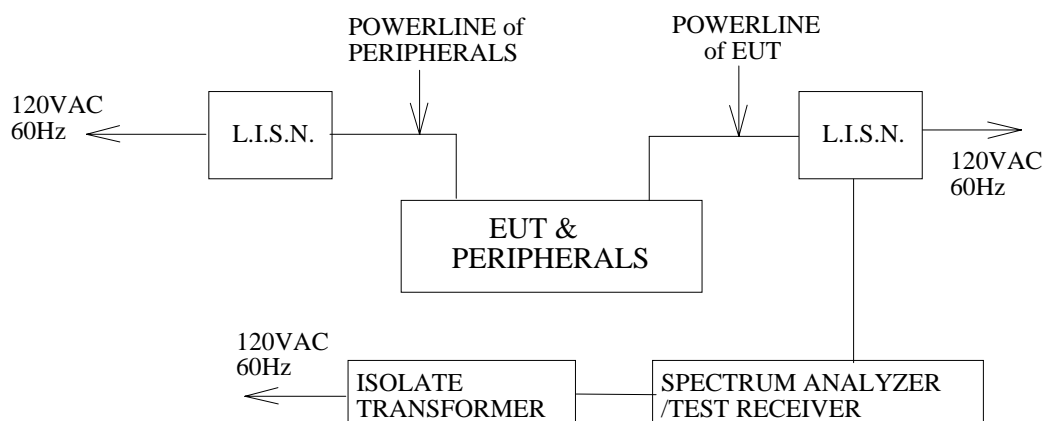 POWERLINE of
PERIPHERALS
POWERLINE
of EUT
120VAC
60Hz
L.I.S.N.
L.I.S.N.
120VAC
60Hz
EUT &
PERIPHERALS
120VAC
60Hz
ISOLATE
TRANSFORMER
SPECTRUM ANALYZER
/TEST RECEIVER